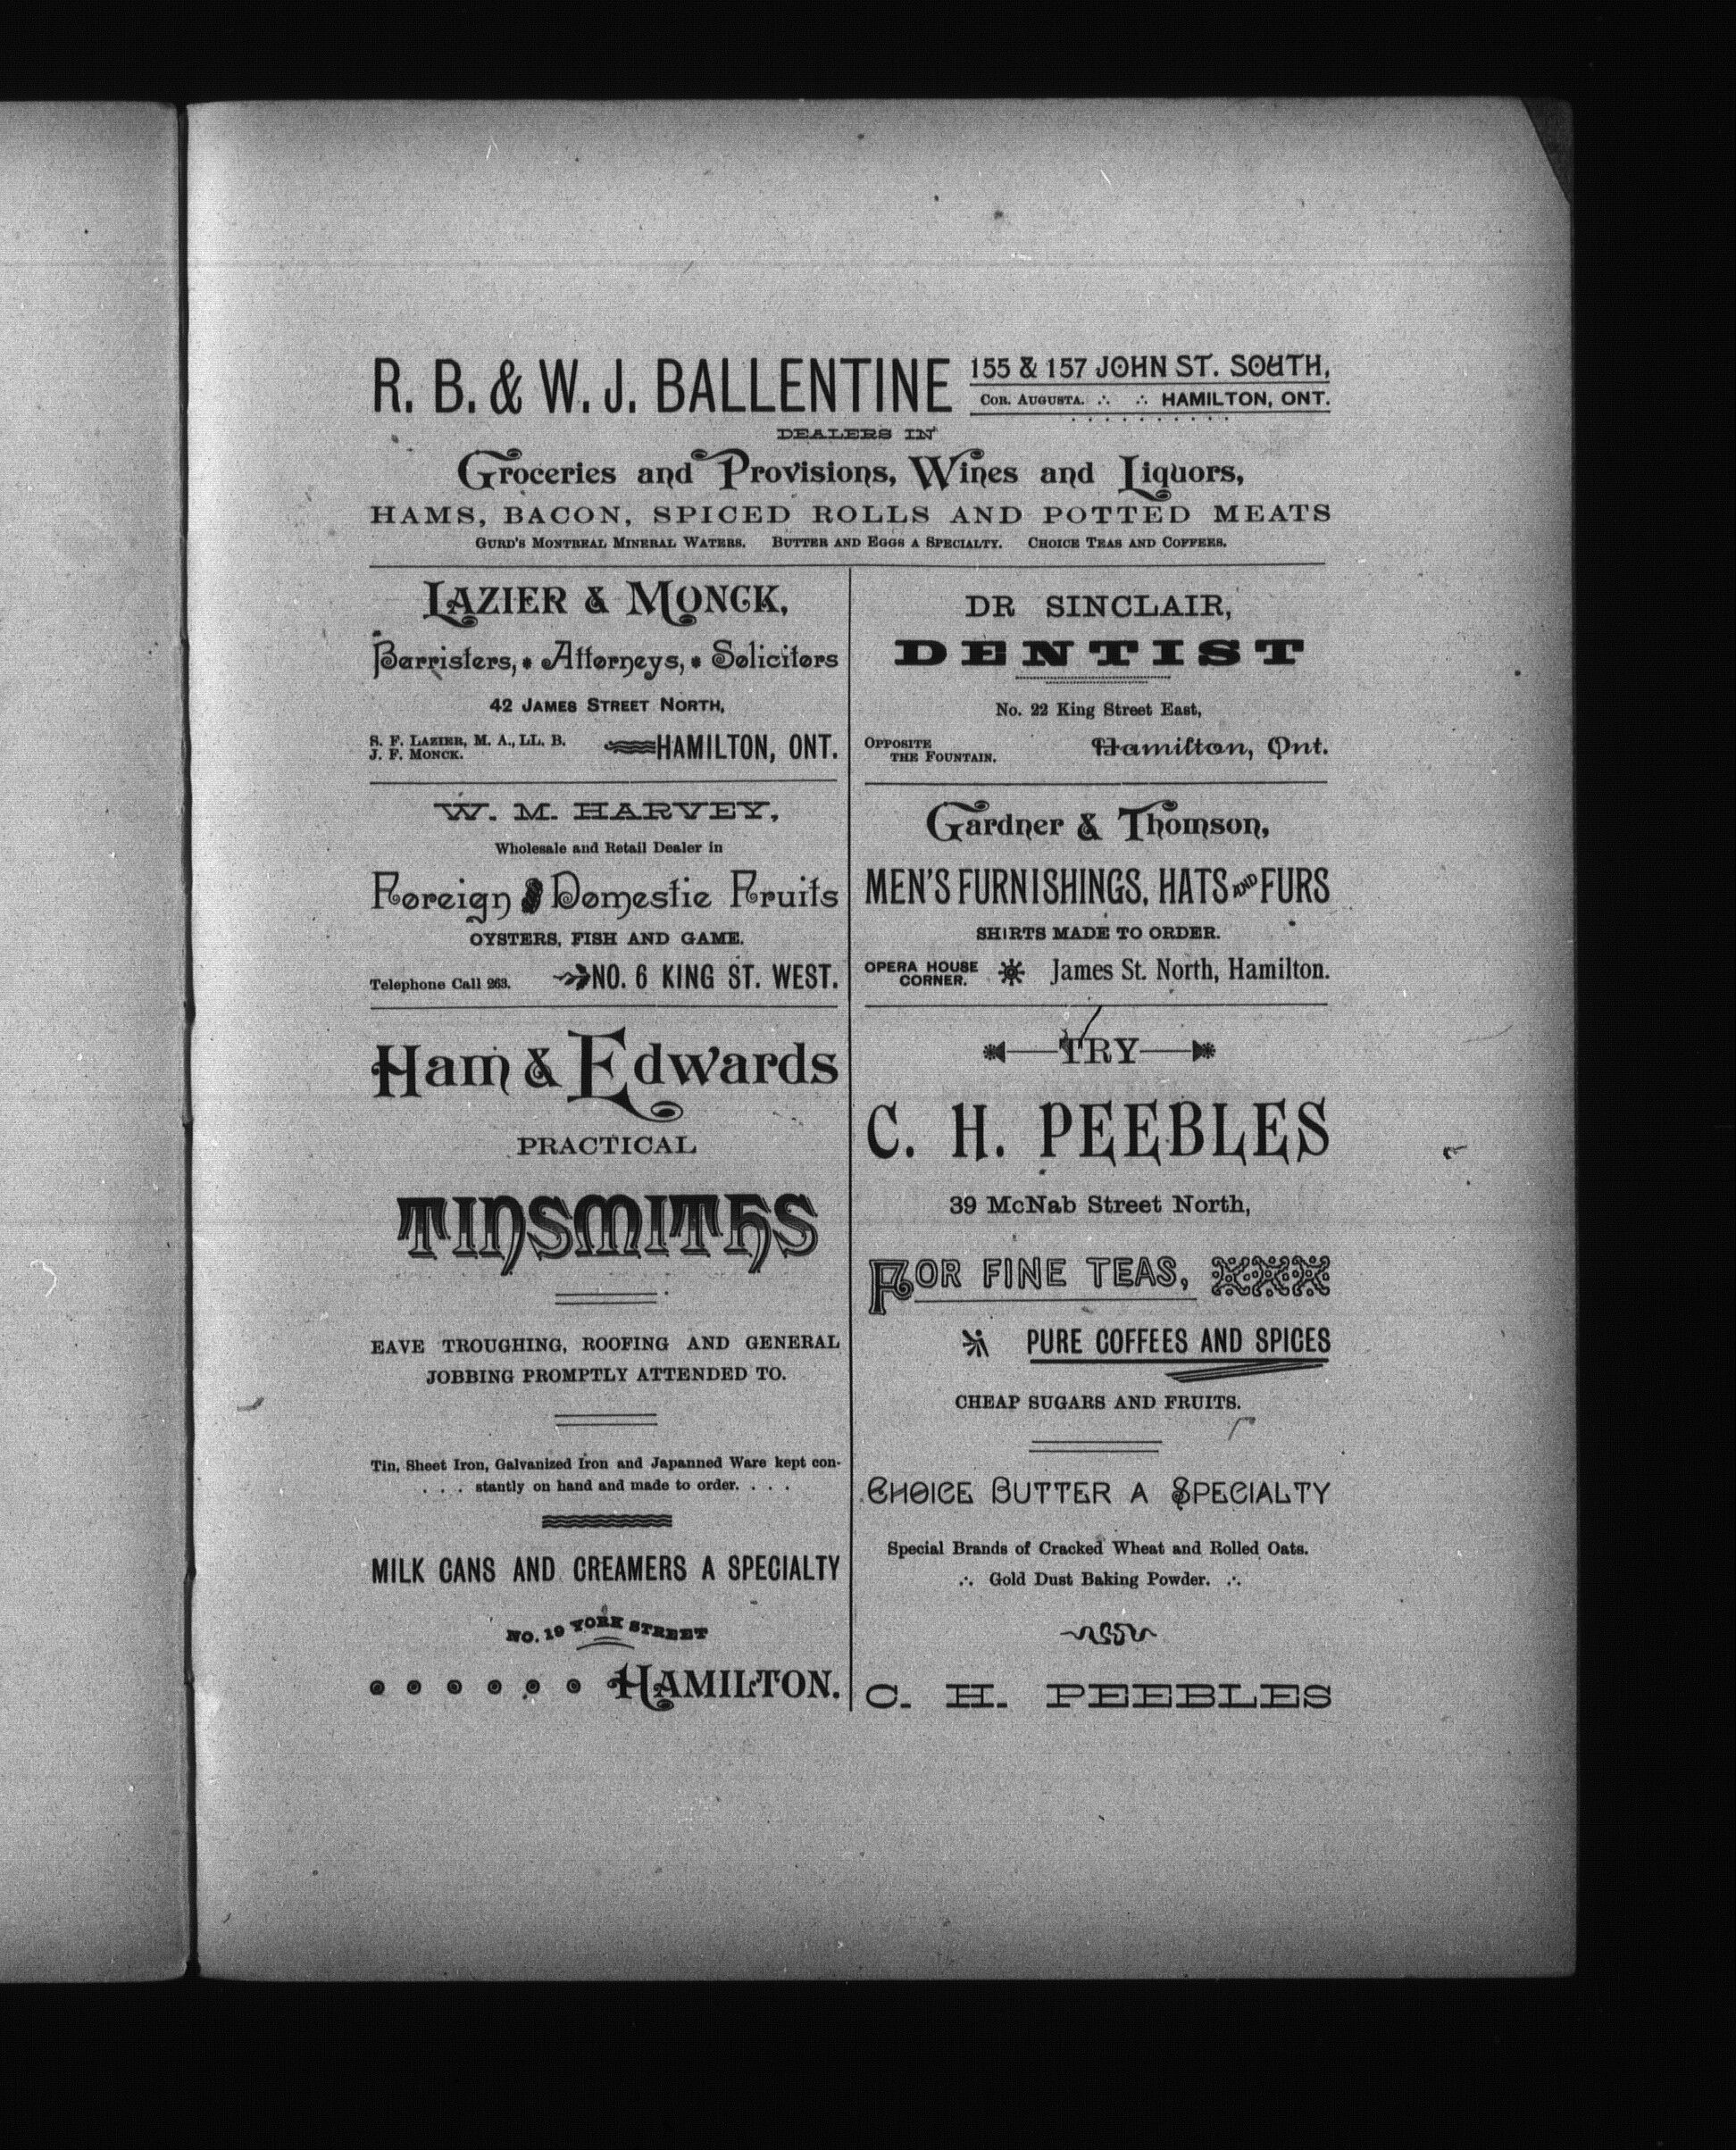 R. B. & W. J. BALLENTINE
155 & 157 JOHN ST. SOUTH,
COR. AUGUSTA. HAMILTON, ONT.
DEALERS IN
Groceries and Provisions, Wines and Liquors,
HAMS, BACON, SPICED ROLLS AND POTTED MEATS
GURD'S MONTREAL MINERAL WATERS. BUTTER AND EGGS A SPECIALTY. CHOICE TEAS AND COFFEES.
LAZIER & MONCK,
Barristers, Attorneys, Solicitors
42 JAMES STREET NORTH,
S. F. LAZIER, M. A., LL. B.
J. F. MONCK.
HAMILTON, ONT.
DR SINCLAIR,
DENTIST
No. 22 King Street East,
OPPOSITE
THE FOUNTAIN.
Hamilton, Ont.
W. M. HARVEY,
Wholesale and Retail Dealer in
Foreign & Domestic Fruits
OYSTERS, FISH AND GAME.
Telephone Call 263.
NO. 6 KING ST. WEST.
Gardner & Thomson,
MEN'S FURNISHINGS, HATS AND FURS
SHIRTS MADE TO ORDER.
OPERA HOUSE
CORNER.
James St. North, Hamilton.
Ham & Edwards
PRACTICAL
TINSMITHS
EAVE TROUGHING, ROOFING AND GENERAL
JOBBING PROMPTLY ATTENDED TO.
Tin, Sheet Iron, Galvanized Iron and Japanned Ware kept con-
. . . stantly on hand and made to order. . . .
MILK CANS AND CREAMERS A SPECIALTY
NO. 19 YORK STREET
HAMILTON.
TRY
C. H. PEEBLES
39 McNab Street North,
FOR FINE TEAS,
PURE COFFEES AND SPICES
CHEAP SUGARS AND FRUITS.
CHOICE BUTTER A SPECIALTY
Special Brands of Cracked Wheat and Rolled Oats.
∴ Gold Dust Baking Powder. ∴
C. H. PEEBLES